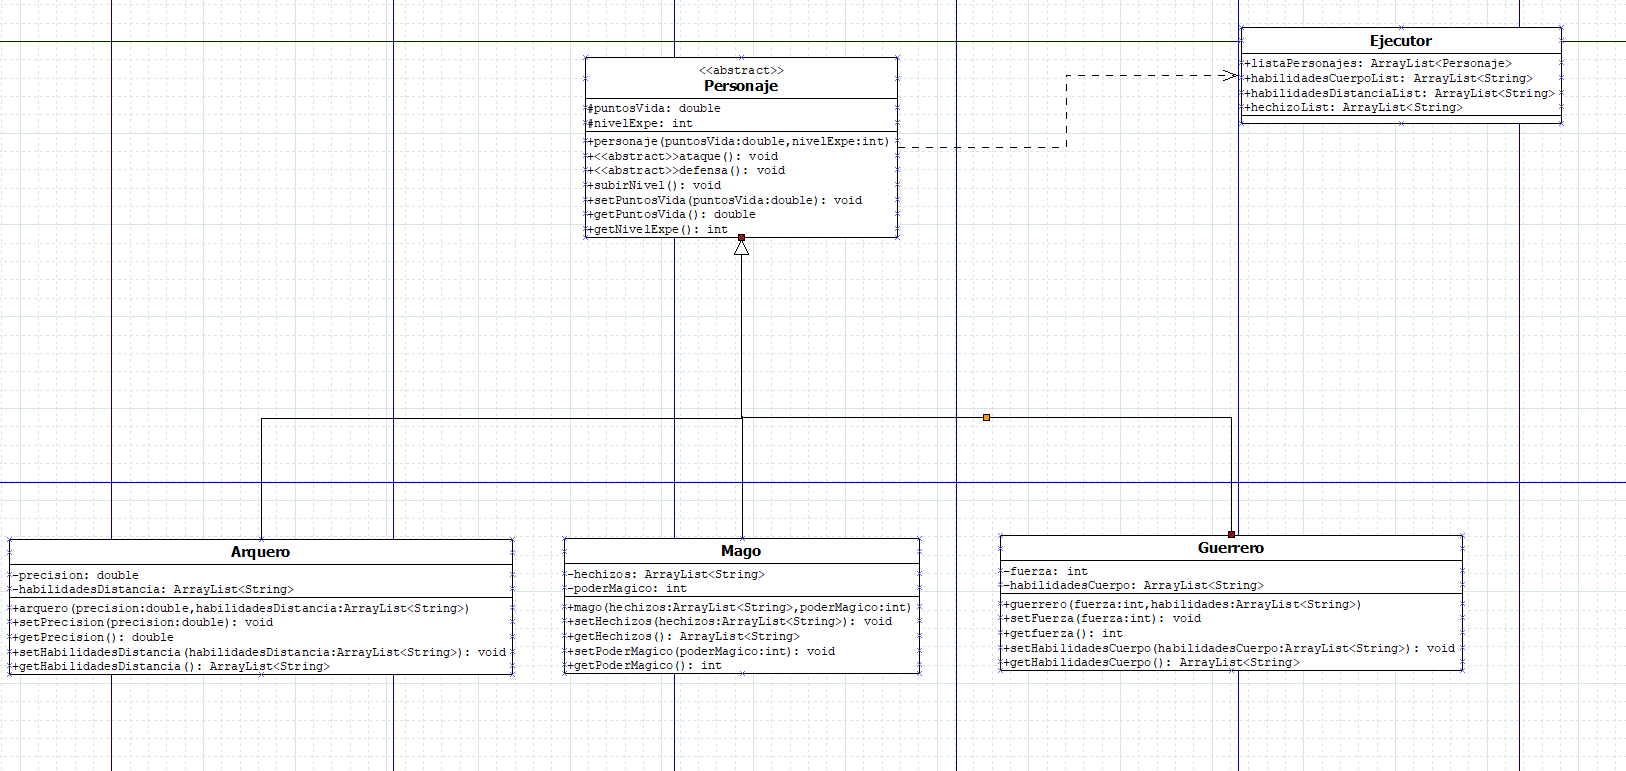 <<abstract>>
Personaje
#puntosVida: double
#nivelExpe: int
+personaje(puntosVida:double,nivelExpe:int)
+<<abstract>>ataque(): void
+<<abstract>>defensa(): void
+subirNivel(): void
+setPuntosVida(puntosVida:double): void
+getPuntosVida(): double
+getNivelExpe(): int
Ejecutor
+listaPersonajes: ArrayList<Personaje>
+habilidadesCuerpoList: ArrayList<String>
+habilidadesDistanciaList: ArrayList<String>
+hechizoList: ArrayList<String>
Arquero
-precision: double
-habilidadesDistancia: ArrayList<String>
+arquero(precision:double,habilidadesDistancia:ArrayList<String>)
+setPrecision(precision:double): void
+getPrecision(): double
+setHabilidadesDistancia(habilidadesDistancia:ArrayList<String>): void
+getHabilidadesDistancia(): ArrayList<String>
Mago
-hechizos: ArrayList<String>
-poderMagico: int
+mago(hechizos:ArrayList<String>,poderMagico:int)
+setHechizos(hechizos:ArrayList<String>): void
+getHechizos(): ArrayList<String>
+setPoderMagico(poderMagico:int): void
+getPoderMagico(): int
Guerrero
-fuerza: int
-habilidadesCuerpo: ArrayList<String>
+guerrero(fuerza:int,habilidades:ArrayList<String>)
+setFuerza(fuerza:int): void
+getfuerza(): int
+setHabilidadesCuerpo(habilidadesCuerpo:ArrayList<String>): void
+getHabilidadesCuerpo(): ArrayList<String>